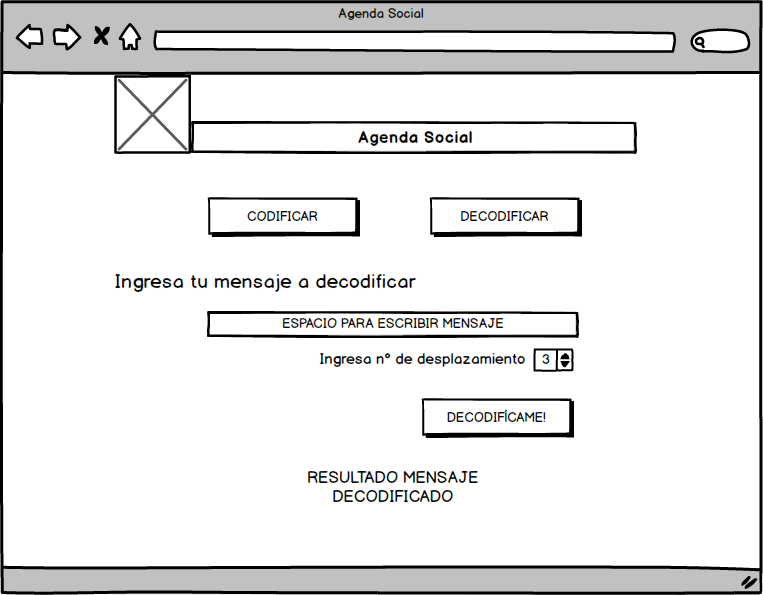 Agenda Social
Agenda Social
CODIFICAR
DECODIFICAR
Ingresa tu mensaje a decodificar
ESPACIO PARA ESCRIBIR MENSAJE
Ingresa n° de desplazamiento 3
DECODIFÍCAME!
RESULTADO MENSAJE
DECODIFICADO